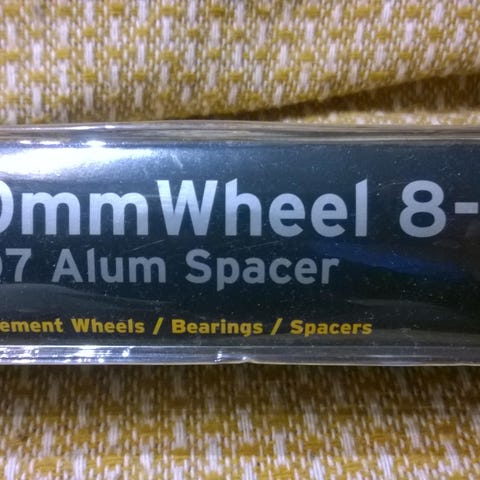 0mmWheel 8-
07 Alum Spacer
ement Wheels / Bearings / Spacers